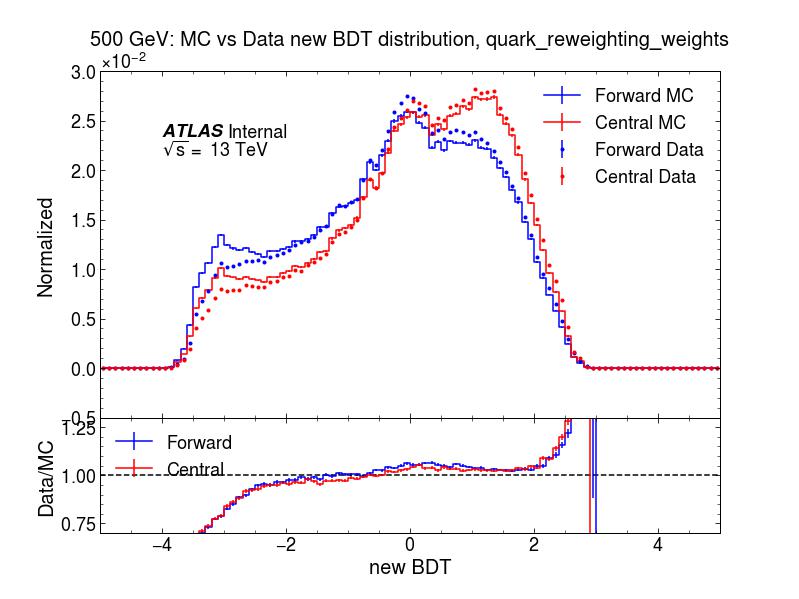 500 GeV: MC vs Data new BDT distribution, quark_reweighting_weights
×10⁻²
3.0
2.5
2.0
1.5
1.0
0.5
0.0
−0.5
Normalized
ATLAS Internal
√s = 13 TeV
Forward MC
Central MC
Forward Data
Central Data
1.25
1.00
0.75
Data/MC
Forward
Central
−4 −2 0 2 4
new BDT